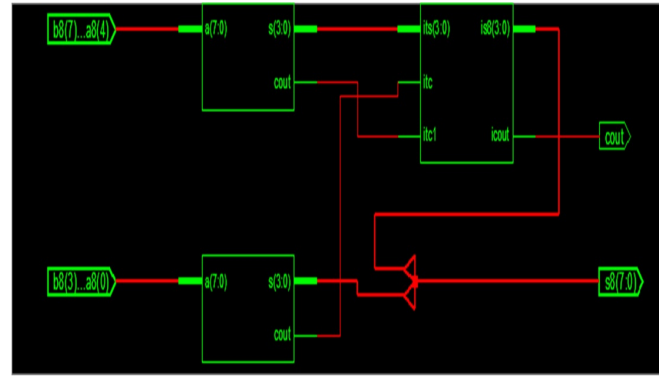 b8(7)...a8(4)
a(7:0)
s(3:0)
cout
its(3:0)
is8(3:0)
itc
itc1
icout
cout
b8(3)...a8(0)
a(7:0)
s(3:0)
cout
s8(7:0)